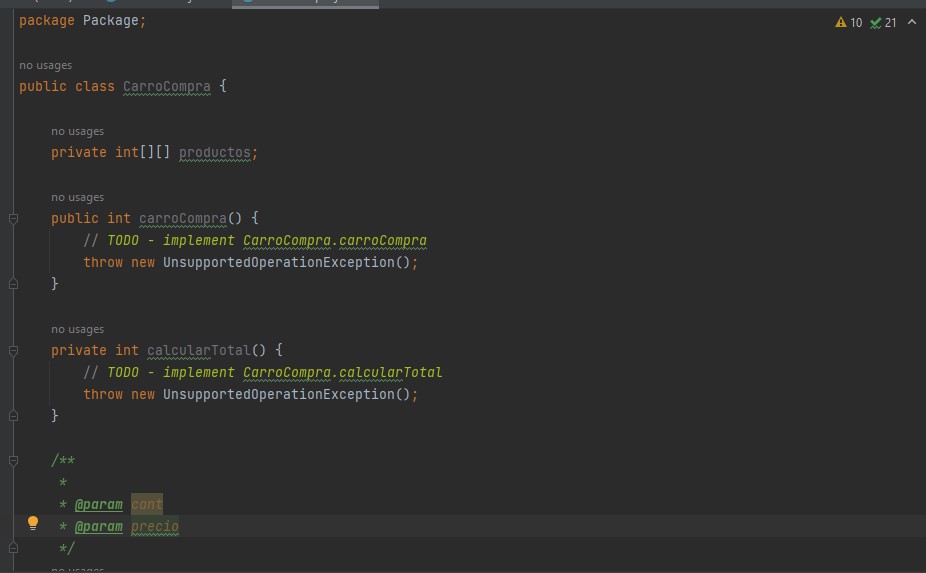 package Package;
10 21
no usages
public class CarroCompra {
no usages
private int[][] productos;
no usages
public int carroCompra() {
// TODO - implement CarroCompra.carroCompra
throw new UnsupportedOperationException();
}
no usages
private int calcularTotal() {
// TODO - implement CarroCompra.calcularTotal
throw new UnsupportedOperationException();
}
/**
*
* @param cant
* @param precio
*/
no usages